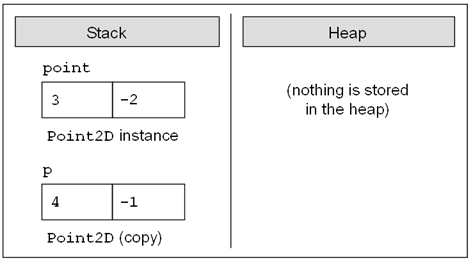 Stack
Heap
point
3 -2
Point2D instance
(nothing is stored
in the heap)
p
4 -1
Point2D (copy)